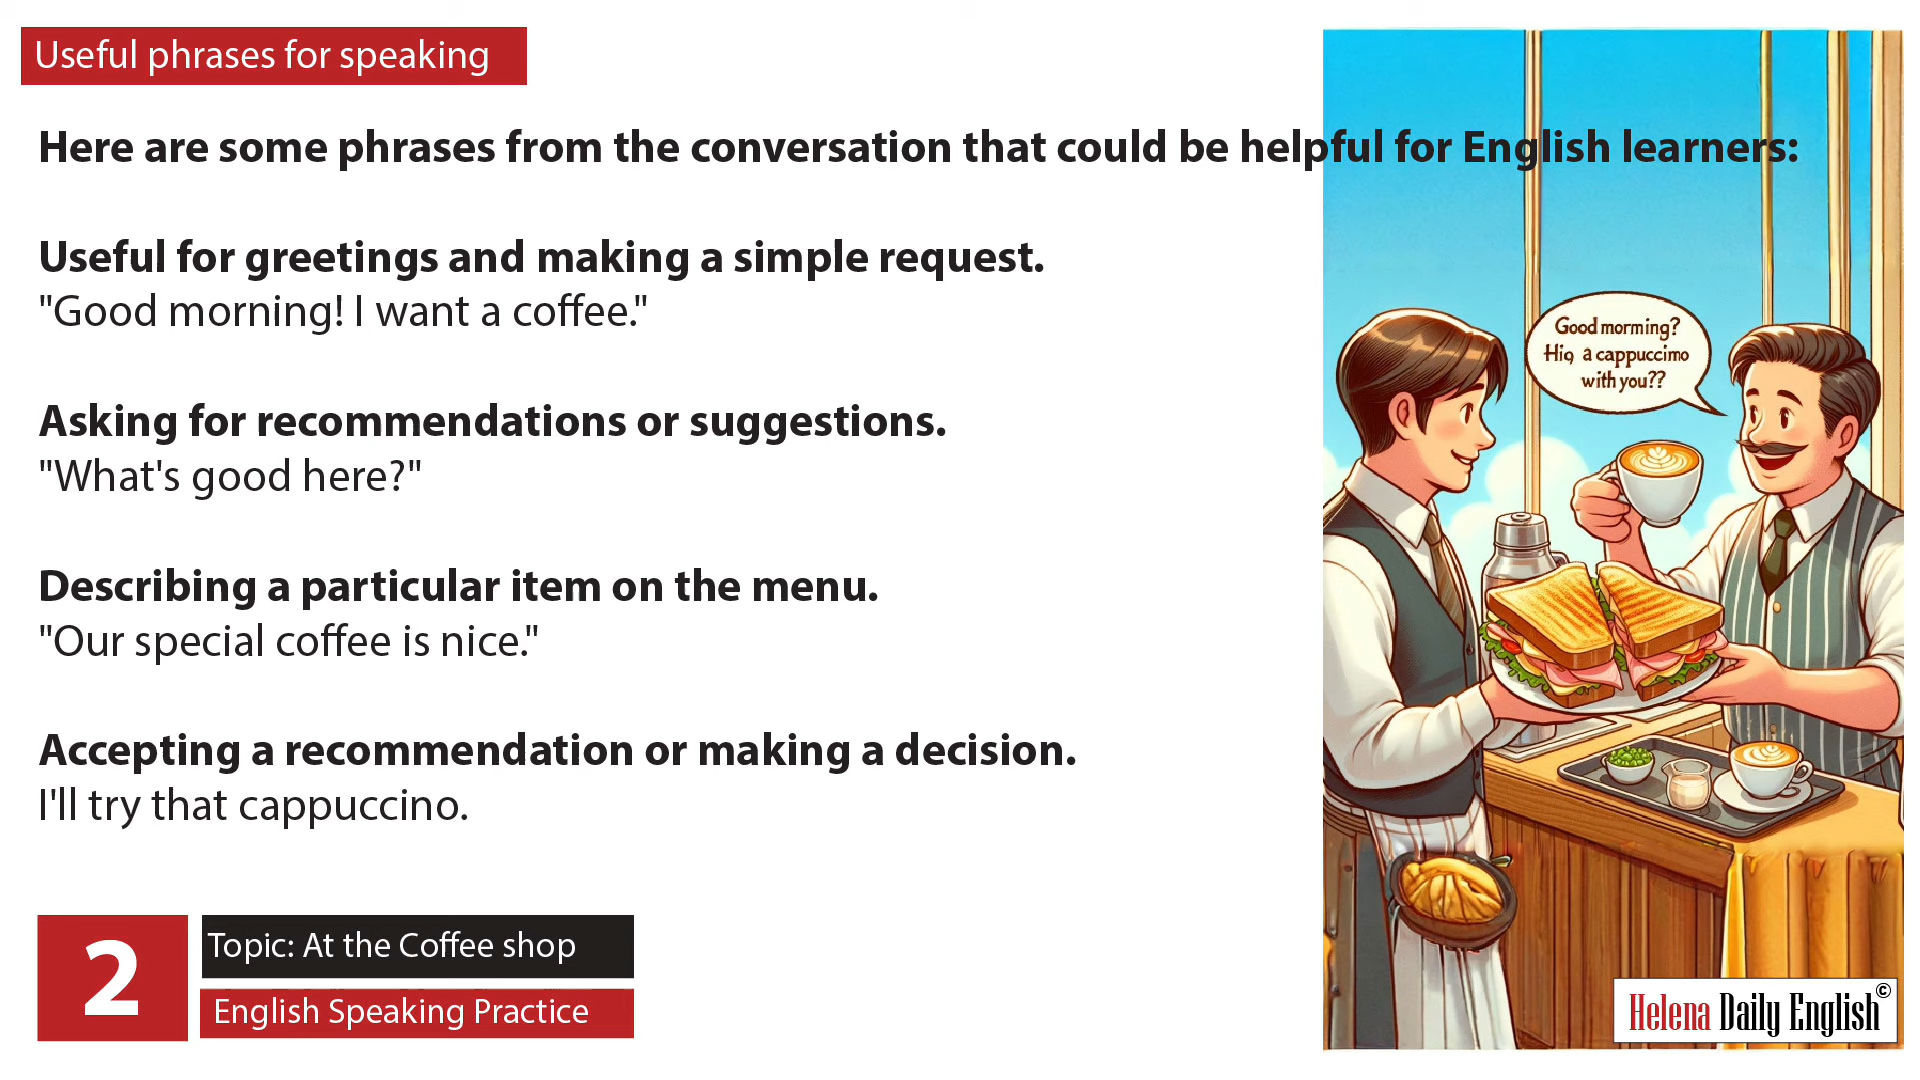 Useful phrases for speaking
Here are some phrases from the conversation that could be helpful for English learners:
Useful for greetings and making a simple request.
"Good morning! I want a coffee."
Asking for recommendations or suggestions.
"What's good here?"
Describing a particular item on the menu.
"Our special coffee is nice."
Accepting a recommendation or making a decision.
I'll try that cappuccino.
Good morming?
Hiq a cappuccimo
with you??
2
Topic: At the Coffee shop
English Speaking Practice
Helena Daily English©